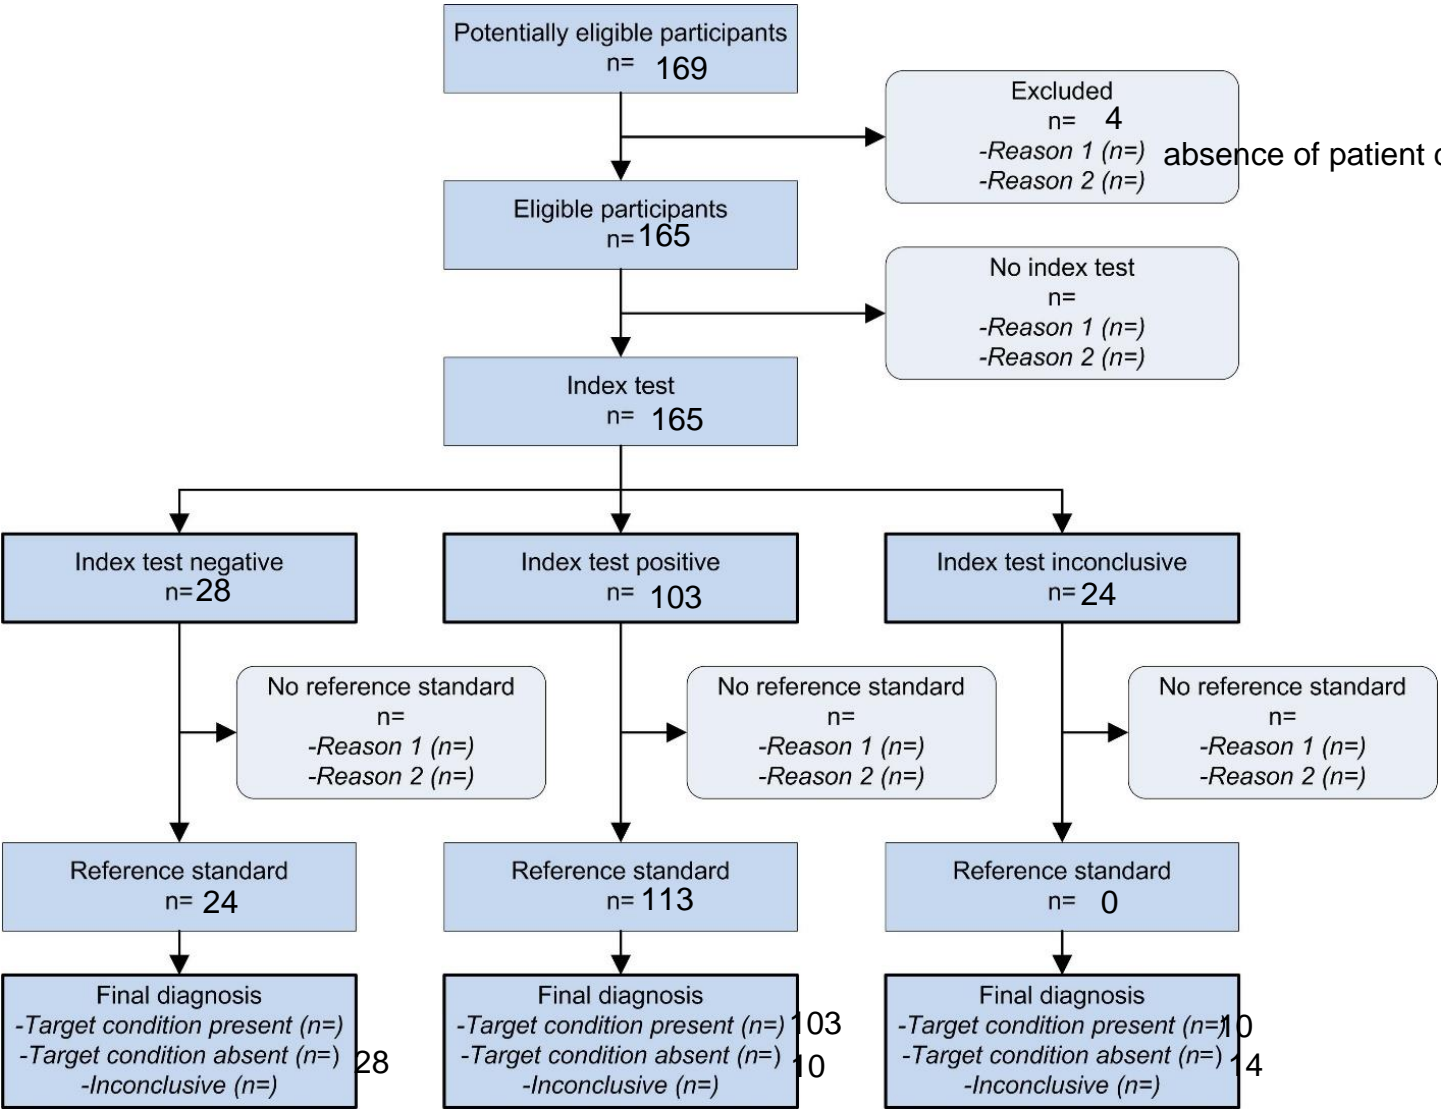 Potentially eligible participants
n= 169
Excluded
n= 4
-Reason 1 (n=) absence of patient
-Reason 2 (n=)
Eligible participants
n= 165
No index test
n=
-Reason 1 (n=)
-Reason 2 (n=)
Index test
n= 165
Index test negative
n= 28
Index test positive
n= 103
Index test inconclusive
n= 24
No reference standard
n=
-Reason 1 (n=)
-Reason 2 (n=)
No reference standard
n=
-Reason 1 (n=)
-Reason 2 (n=)
No reference standard
n=
-Reason 1 (n=)
-Reason 2 (n=)
Reference standard
n= 24
Reference standard
n= 113
Reference standard
n= 0
Final diagnosis
-Target condition present (n=)
-Target condition absent (n=) 28
-Inconclusive (n=)
Final diagnosis
-Target condition present (n=) 103
-Target condition absent (n=) 10
-Inconclusive (n=)
Final diagnosis
-Target condition present (n=) 10
-Target condition absent (n=) 14
-Inconclusive (n=)